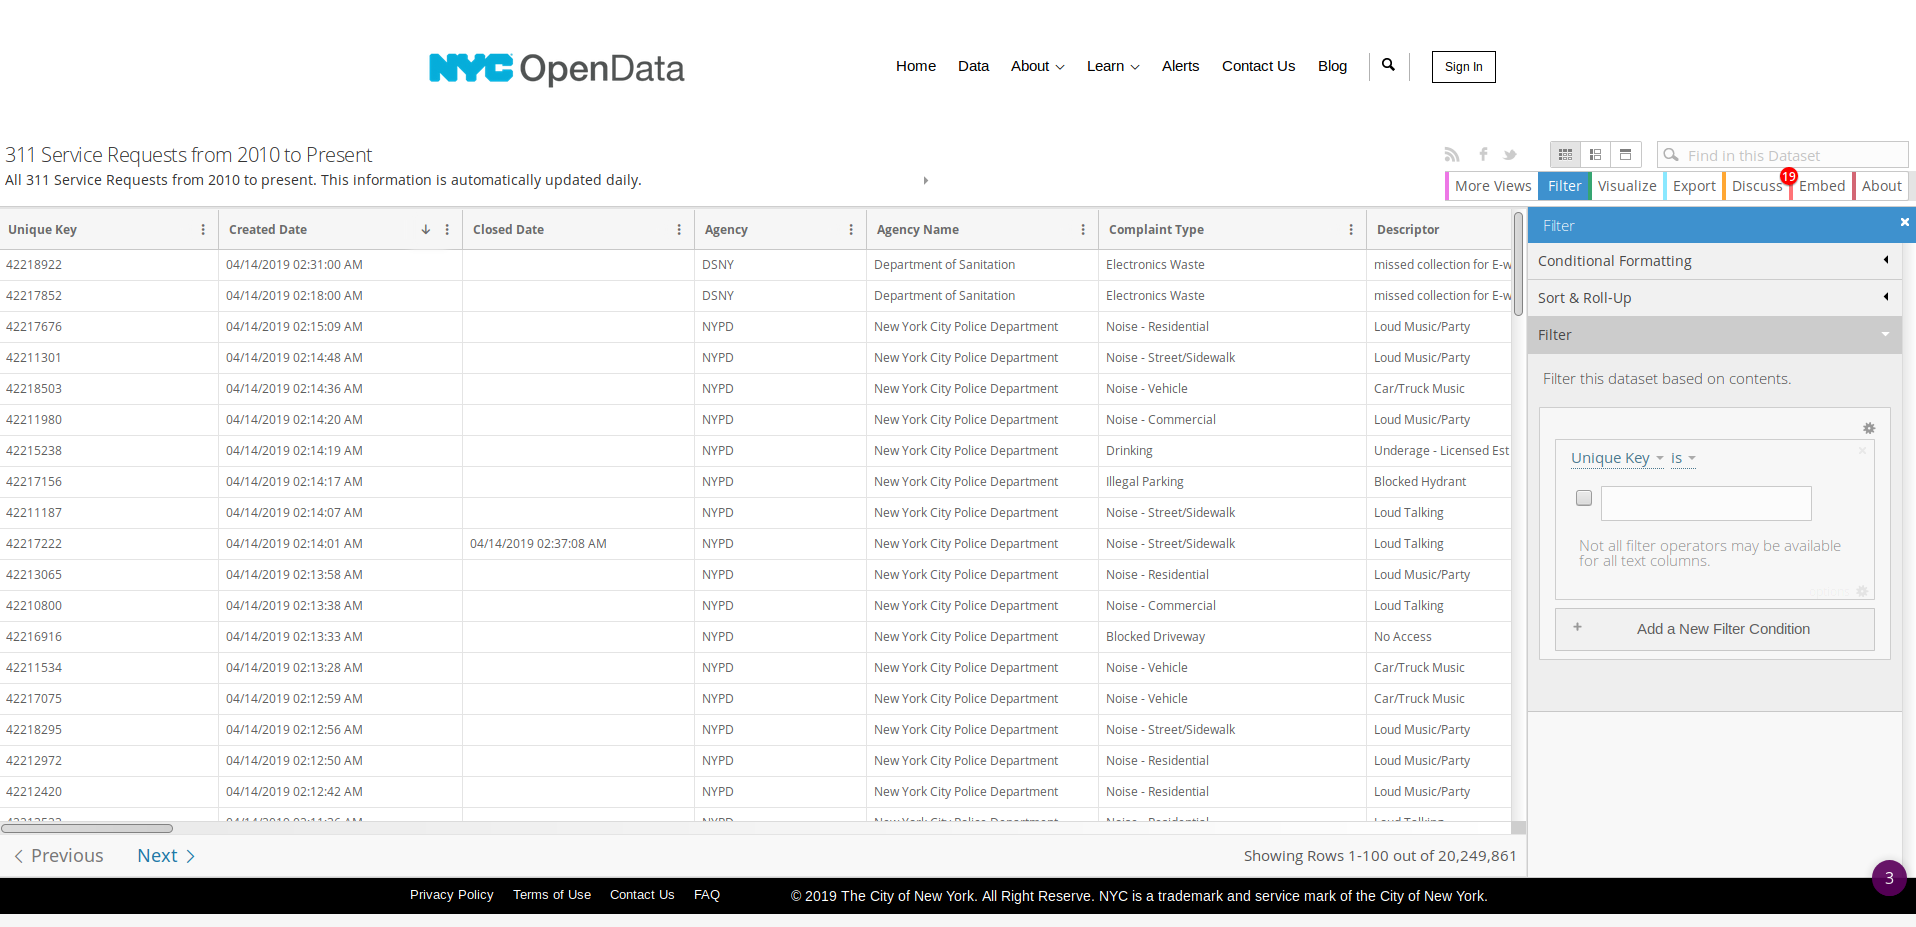 NYC OpenData
Home Data About Learn Alerts Contact Us Blog Sign In
311 Service Requests from 2010 to Present
All 311 Service Requests from 2010 to present. This information is automatically updated daily.
Find in this Dataset
More Views Filter Visualize Export Discuss 19 Embed About
Unique Key Created Date Closed Date Agency Agency Name Complaint Type Descriptor
42218922 04/14/2019 02:31:00 AM DSNY Department of Sanitation Electronics Waste missed collection for E-w
42217852 04/14/2019 02:18:00 AM DSNY Department of Sanitation Electronics Waste missed collection for E-w
42217676 04/14/2019 02:15:09 AM NYPD New York City Police Department Noise - Residential Loud Music/Party
42211301 04/14/2019 02:14:48 AM NYPD New York City Police Department Noise - Street/Sidewalk Loud Music/Party
42218503 04/14/2019 02:14:36 AM NYPD New York City Police Department Noise - Vehicle Car/Truck Music
42211980 04/14/2019 02:14:20 AM NYPD New York City Police Department Noise - Commercial Loud Music/Party
42215238 04/14/2019 02:14:19 AM NYPD New York City Police Department Drinking Underage - Licensed Est
42217156 04/14/2019 02:14:17 AM NYPD New York City Police Department Illegal Parking Blocked Hydrant
42211187 04/14/2019 02:14:07 AM NYPD New York City Police Department Noise - Street/Sidewalk Loud Talking
42217222 04/14/2019 02:14:01 AM 04/14/2019 02:37:08 AM NYPD New York City Police Department Noise - Street/Sidewalk Loud Talking
42213065 04/14/2019 02:13:58 AM NYPD New York City Police Department Noise - Residential Loud Music/Party
42210800 04/14/2019 02:13:38 AM NYPD New York City Police Department Noise - Commercial Loud Talking
42216916 04/14/2019 02:13:33 AM NYPD New York City Police Department Blocked Driveway No Access
42211534 04/14/2019 02:13:28 AM NYPD New York City Police Department Noise - Vehicle Car/Truck Music
42217075 04/14/2019 02:12:59 AM NYPD New York City Police Department Noise - Vehicle Car/Truck Music
42218295 04/14/2019 02:12:56 AM NYPD New York City Police Department Noise - Street/Sidewalk Loud Music/Party
42212972 04/14/2019 02:12:50 AM NYPD New York City Police Department Noise - Residential Loud Music/Party
42212420 04/14/2019 02:12:42 AM NYPD New York City Police Department Noise - Residential Loud Music/Party
NYPD New York City Police Department Noise - Residential Loud Talking
Previous Next Showing Rows 1-100 out of 20,249,861
Filter
Conditional Formatting
Sort & Roll-Up
Filter
Filter this dataset based on contents.
Unique Key is
Not all filter operators may be available
for all text columns.
Add a New Filter Condition
3
Privacy Policy Terms of Use Contact Us FAQ © 2019 The City of New York. All Right Reserve. NYC is a trademark and service mark of the City of New York.